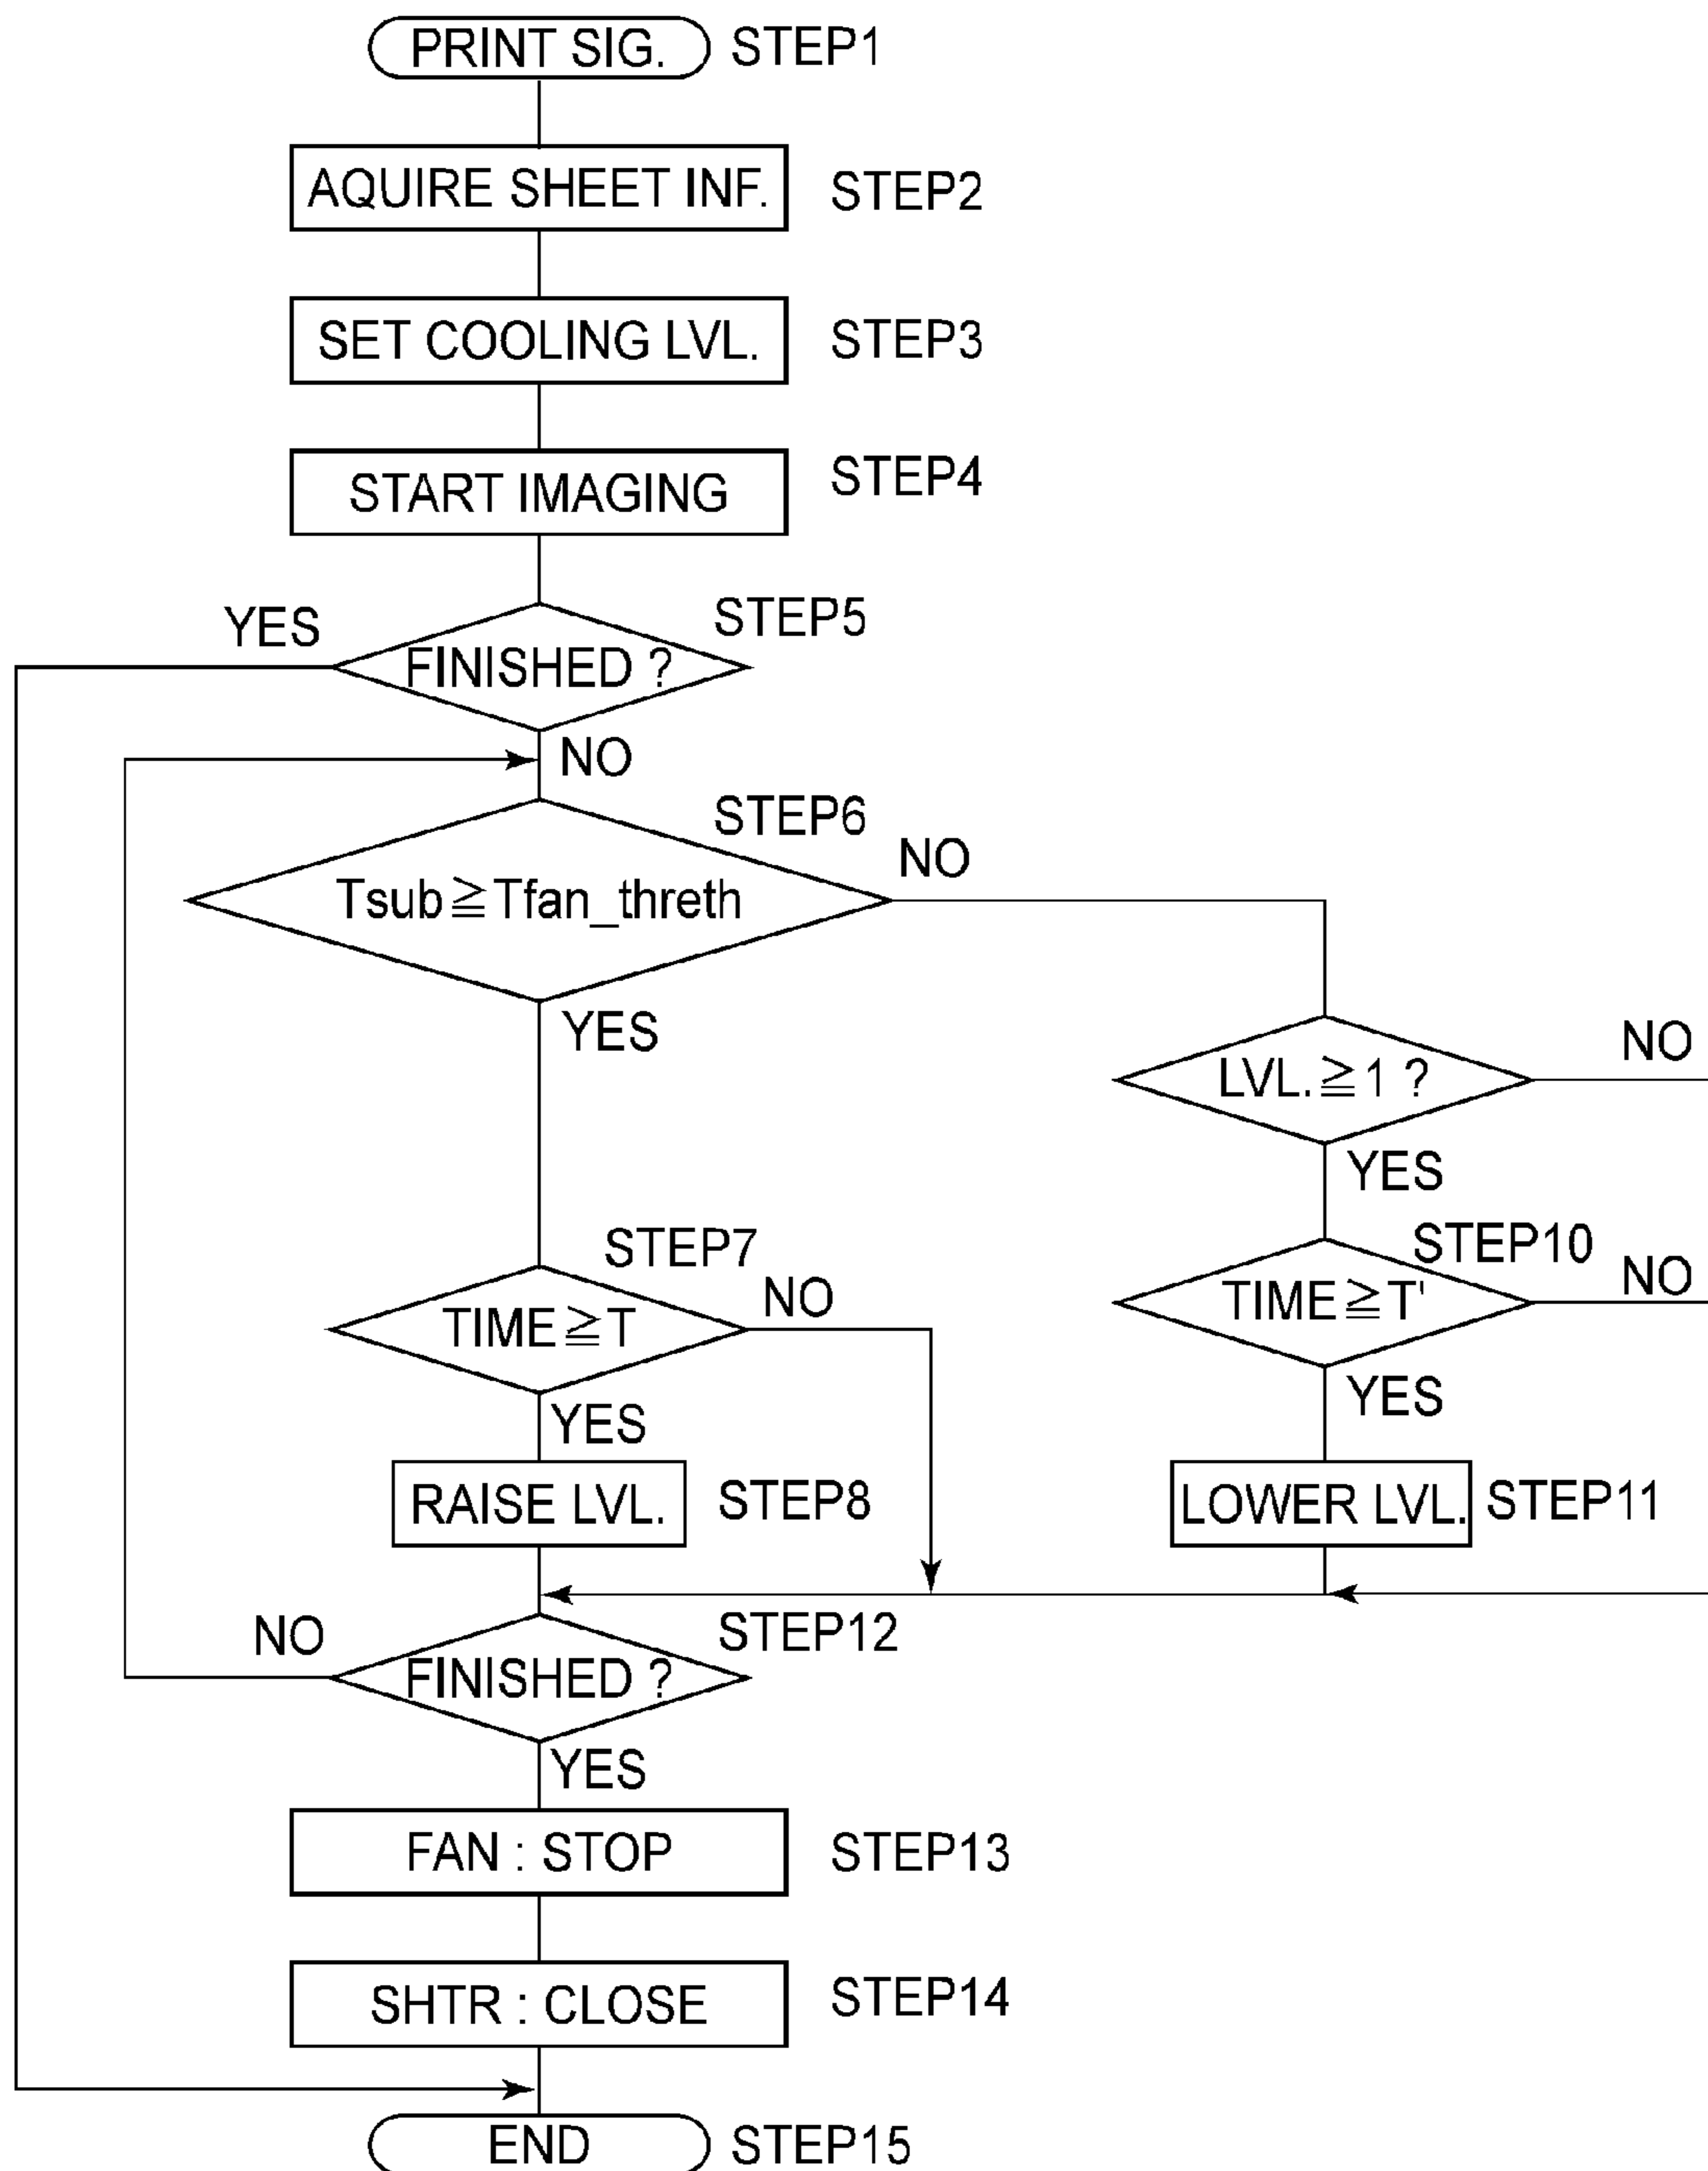 PRINT SIG. STEP1
AQUIRE SHEET INF. STEP2
SET COOLING LVL. STEP3
START IMAGING STEP4
YES STEP5
FINISHED ?
NO
STEP6
NO
Tsub≧Tfan_threth
YES
LVL.≧1 ? NO
YES
STEP7 STEP10
TIME≧T NO
TIME≧T' NO
YES YES
RAISE LVL. STEP8
LOWER LVL. STEP11
NO STEP12
FINISHED ?
YES
FAN : STOP STEP13
SHTR : CLOSE STEP14
END STEP15